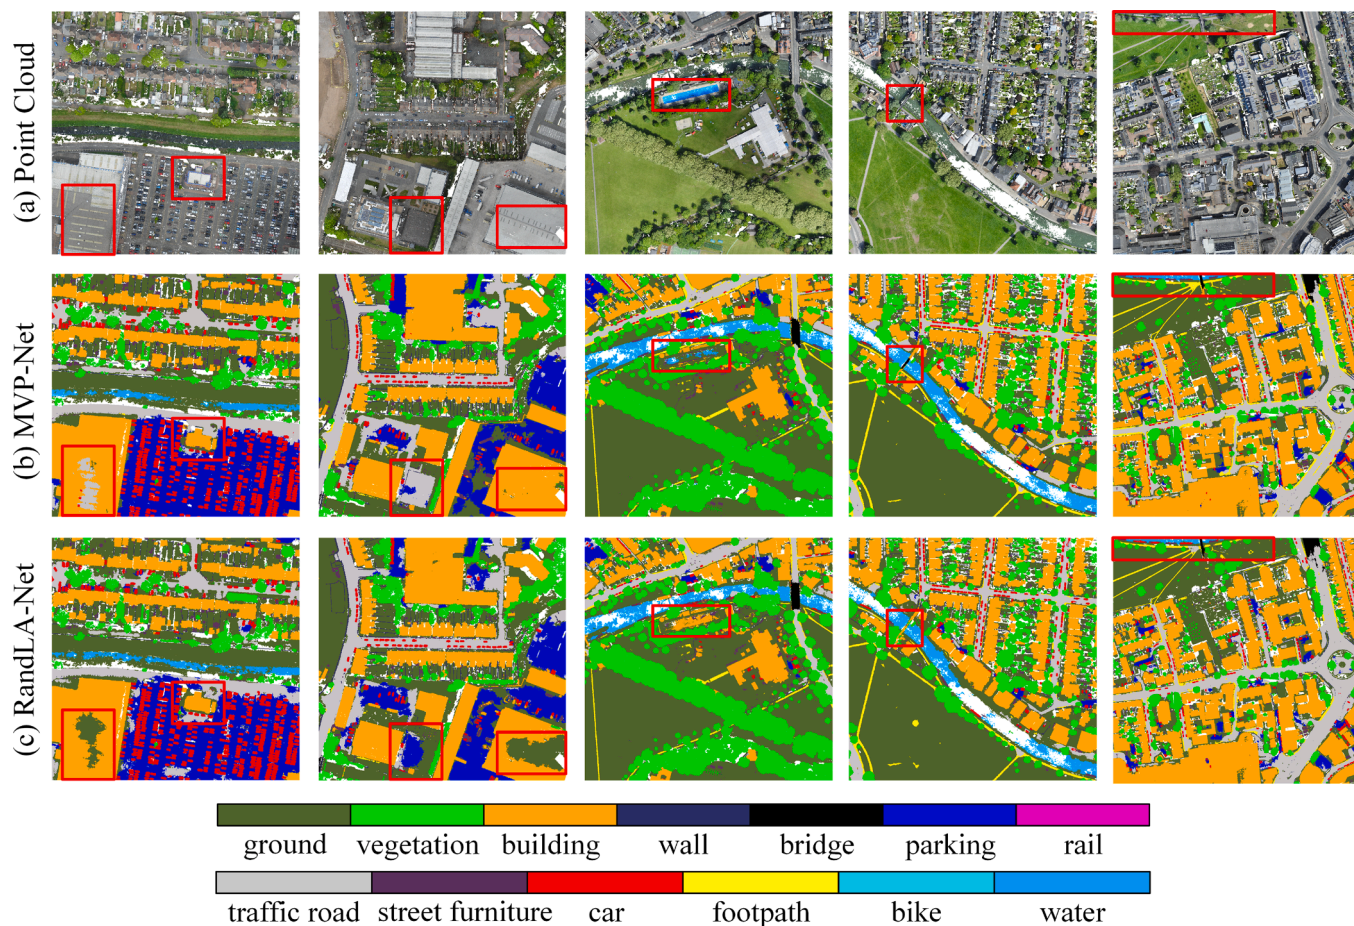 (a) Point Cloud
(b) MVP-Net
(c) RandLA-Net
ground vegetation building wall bridge parking rail
traffic road street furniture car footpath bike water